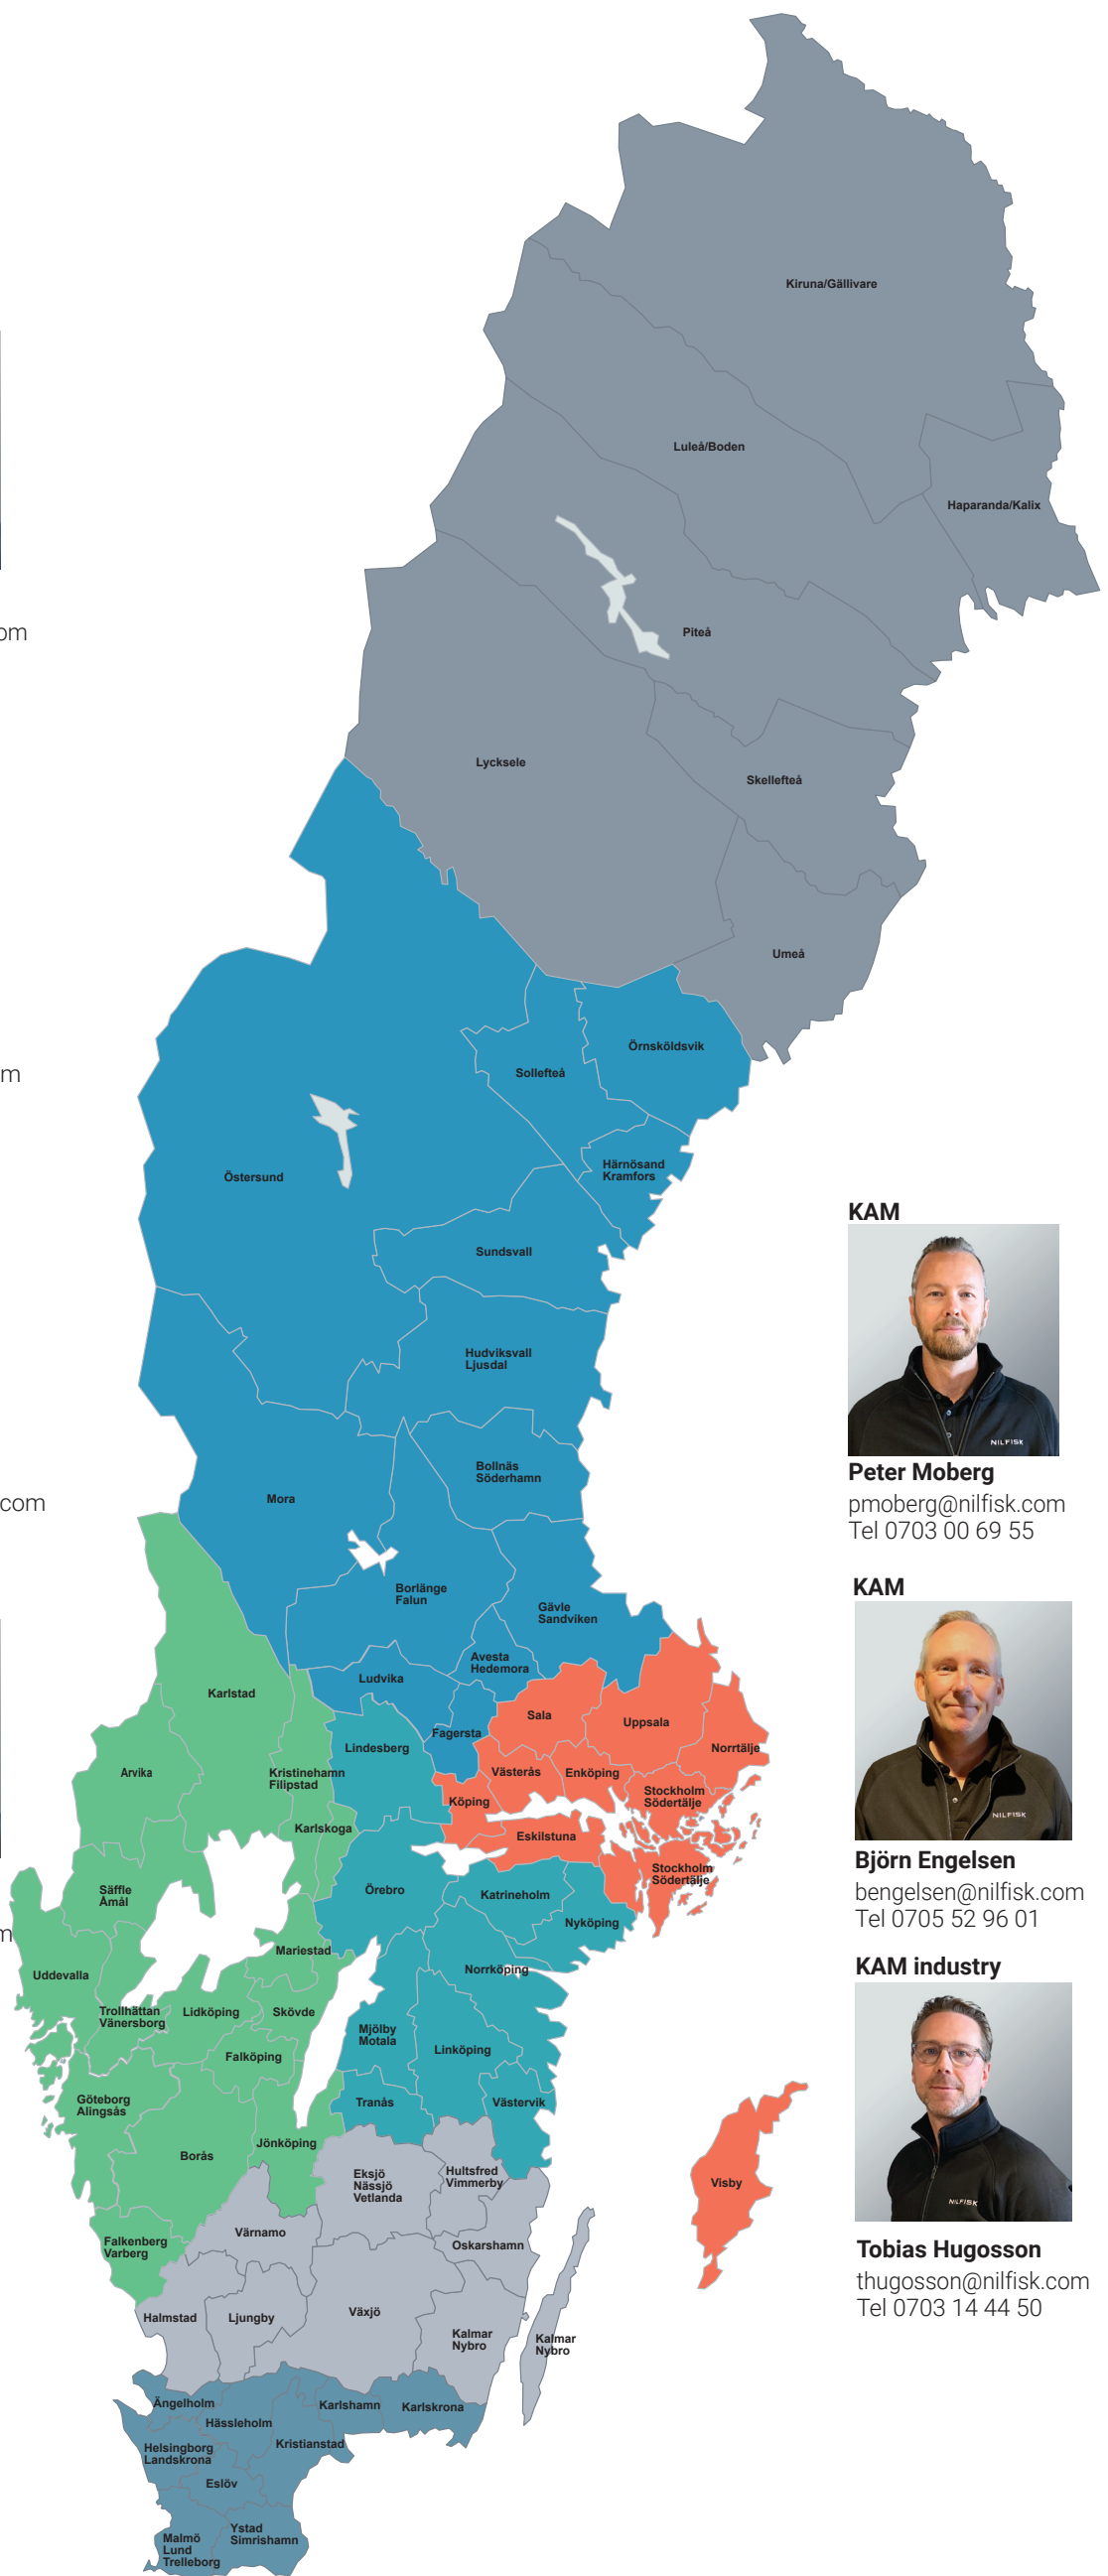 Kiruna/Gällivare
Luleå/Boden
Haparanda/Kalix
om
Piteå
Lycksele
Skellefteå
Umeå
Örnsköldsvik
Sollefteå
m
Härnösand
Kramfors
Östersund
Sundsvall
Hudviksvall
Ljusdal
Bollnäs
Söderhamn
Mora
com
Borlänge
Falun
Gävle
Sandviken
Avesta
Hedemora
Ludvika
Karlstad
Sala
Uppsala
Fagersta
Lindesberg
Norrtälje
Arvika
Kristinehamn
Filipstad
Västerås
Enköping
Stockholm
Södertälje
Köping
Karlskoga
Eskilstuna
Stockholm
Södertälje
Säffle
Åmål
Örebro
Katrineholm
Nyköping
m
Mariestad
Uddevalla
Norrköping
Trollhättan
Vänersborg
Lidköping
Skövde
Mjölby
Motala
Linköping
Falköping
Göteborg
Alingsås
Tranås
Västervik
Jönköping
Borås
Eksjö
Nässjö
Vetlanda
Hultsfred
Vimmerby
Visby
Falkenberg
Varberg
Värnamo
Oskarshamn
Halmstad
Ljungby
Växjö
Kalmar
Nybro
Kalmar
Nybro
Ängelholm
Karlshamn
Karlskrona
Hässleholm
Kristianstad
Helsingborg
Landskrona
Eslöv
Ystad
Simrishamn
Malmö
Lund
Trelleborg
KAM
NILFISK
Peter Moberg
pmoberg@nilfisk.com
Tel 0703 00 69 55
KAM
NILFISK
Björn Engelsen
bengelsen@nilfisk.com
Tel 0705 52 96 01
KAM industry
NILFISK
Tobias Hugosson
thugosson@nilfisk.com
Tel 0703 14 44 50